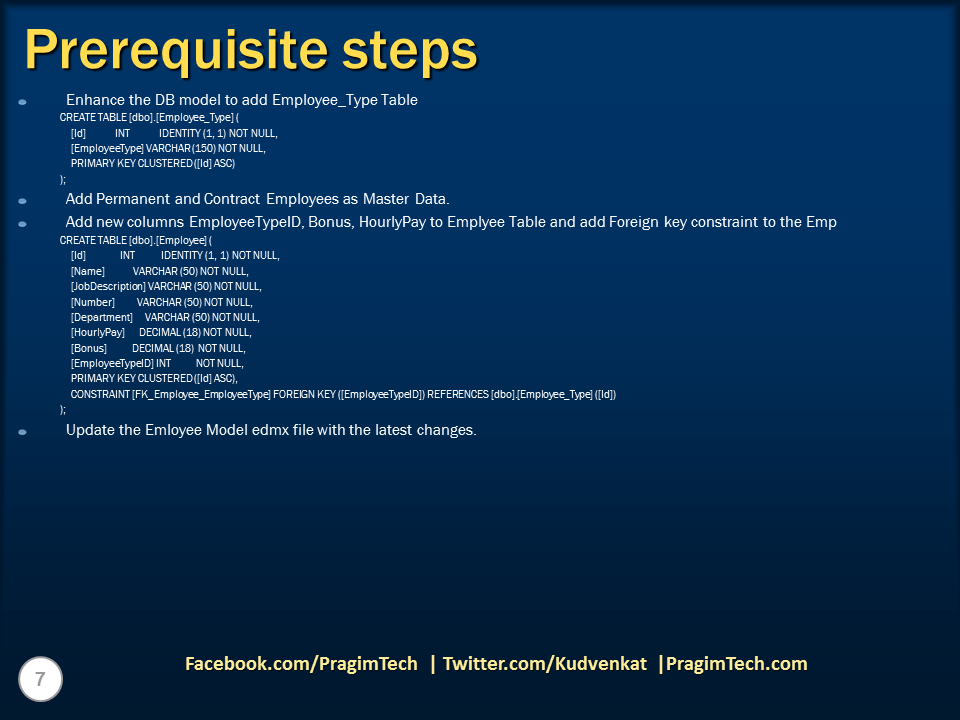 Prerequisite steps
Enhance the DB model to add Employee_Type Table
CREATE TABLE [dbo].[Employee_Type] (
[Id] INT IDENTITY (1, 1) NOT NULL,
[EmployeeType] VARCHAR (150) NOT NULL,
PRIMARY KEY CLUSTERED ([Id] ASC)
);
Add Permanent and Contract Employees as Master Data.
Add new columns EmployeeTypeID, Bonus, HourlyPay to Emplyee Table and add Foreign key constraint to the Emp
CREATE TABLE [dbo].[Employee] (
[Id] INT IDENTITY (1, 1) NOT NULL,
[Name] VARCHAR (50) NOT NULL,
[JobDescription] VARCHAR (50) NOT NULL,
[Number] VARCHAR (50) NOT NULL,
[Department] VARCHAR (50) NOT NULL,
[HourlyPay] DECIMAL (18) NOT NULL,
[Bonus] DECIMAL (18) NOT NULL,
[EmployeeTypeID] INT NOT NULL,
PRIMARY KEY CLUSTERED ([Id] ASC),
CONSTRAINT [FK_Employee_EmployeeType] FOREIGN KEY ([EmployeeTypeID]) REFERENCES [dbo].[Employee_Type] ([Id])
);
Update the Emloyee Model edmx file with the latest changes.
7
Facebook.com/PragimTech | Twitter.com/Kudvenkat |PragimTech.com